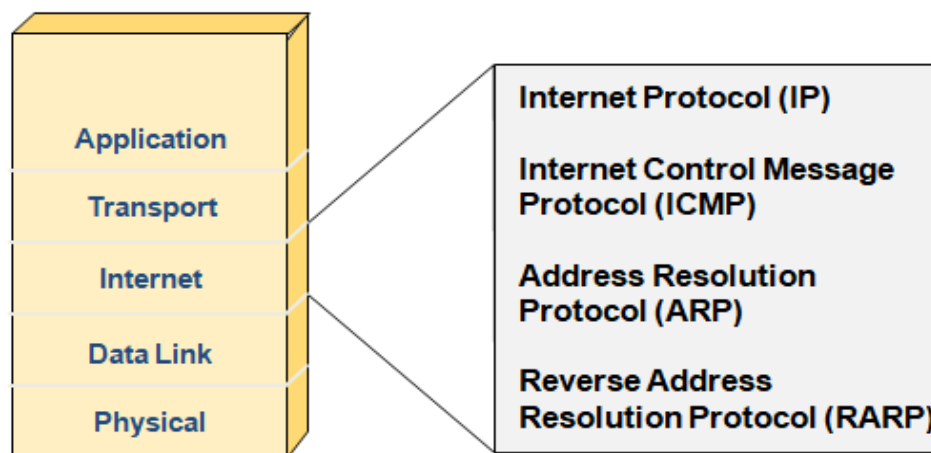 Application
Transport
Internet
Data Link
Physical
Internet Protocol (IP)
Internet Control Message
Protocol (ICMP)
Address Resolution
Protocol (ARP)
Reverse Address
Resolution Protocol (RARP)